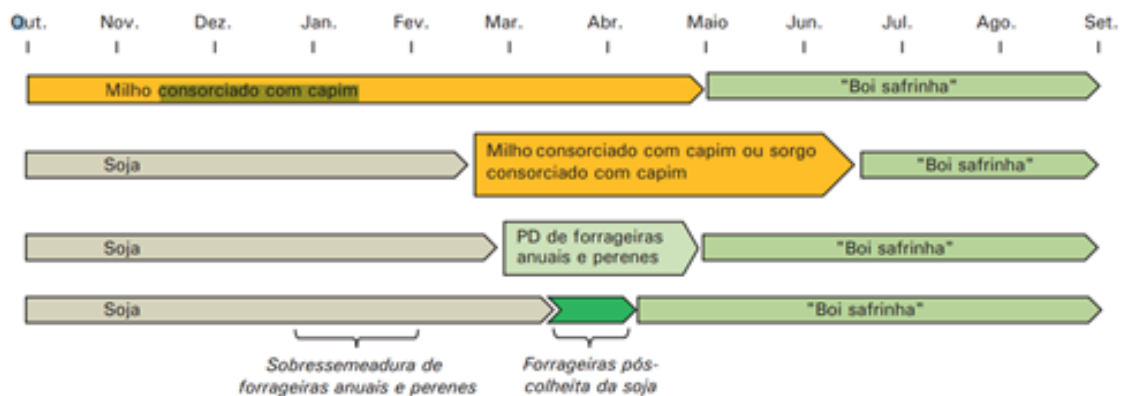 Out. Nov. Dez. Jan. Fev. Mar. Abr. Maio Jun. Jul. Ago. Set.
Milho consorciado com capim
"Boi safrinha"
Soja
Milho consorciado com capim ou sorgo
consorciado com capim
"Boi safrinha"
Soja
PD de forrageiras
anuais e perenes
"Boi safrinha"
Soja
"Boi safrinha"
Sobressemeadura de
forrageiras anuais e perenes
Forrageiras pós-
colheita da soja